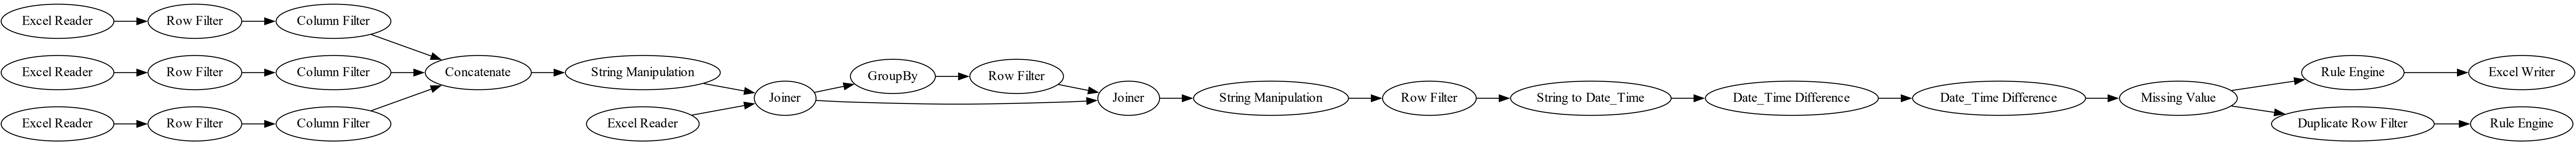 Excel Reader
Row Filter
Column Filter
Excel Reader
Row Filter
Column Filter
Concatenate
String Manipulation
Excel Reader
Row Filter
Column Filter
Excel Reader
Joiner
GroupBy
Row Filter
Joiner
String Manipulation
Row Filter
String to Date_Time
Date_Time Difference
Date_Time Difference
Missing Value
Rule Engine
Excel Writer
Duplicate Row Filter
Rule Engine